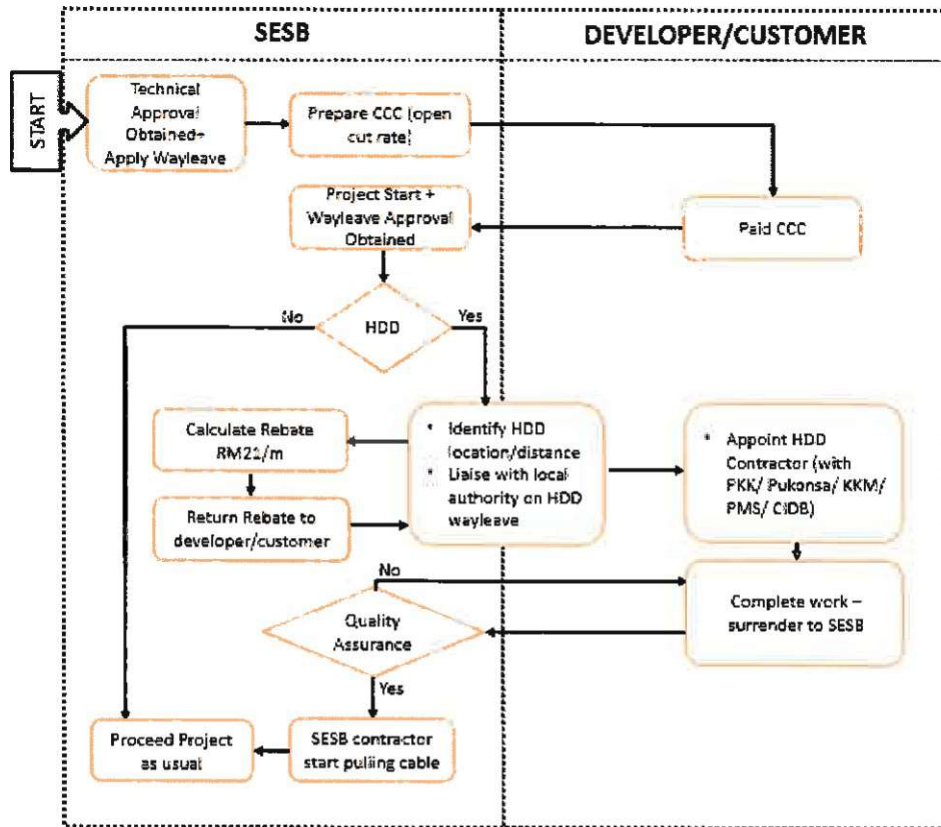 SESB
DEVELOPER/CUSTOMER
START
Technical
Approval
Obtained+
Apply Wayleave
Prepare CCC (open
cut rate)
Project Start +
Wayleave Approval
Obtained
Paid CCC
No
HDD
Yes
Calculate Rebate
RM21/m
Return Rebate to
developer/customer
• Identify HDD
location/distance
• Liaise with local
authority on HDD
wayleave
• Appoint HDD
Contractor (with
PKK/ Pukonsa/ KKM/
PMS/ CIDB)
No
Quality
Assurance
Complete work –
surrender to SESB
Yes
Proceed Project
as usual
SESB contractor
start pulling cable